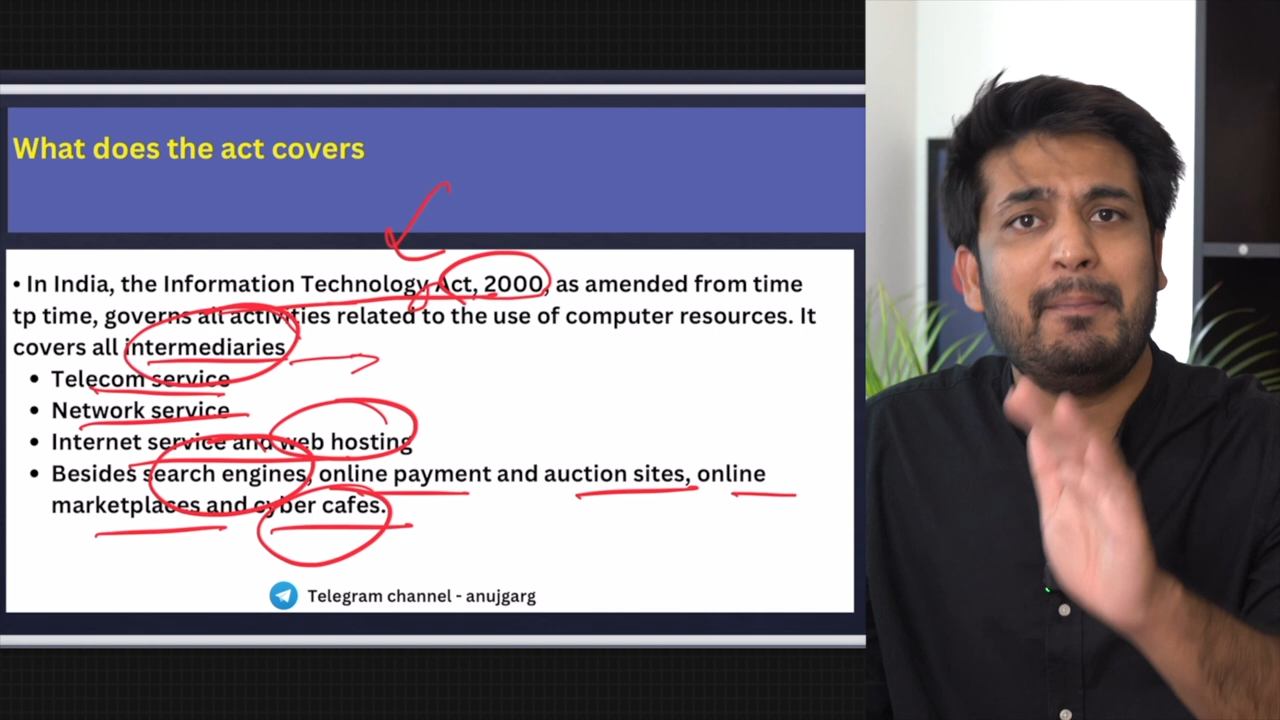 What does the act covers
• In India, the Information Technology Act, 2000, as amended from time
tp time, governs all activities related to the use of computer resources. It
covers all intermediaries
• Telecom service
• Network service
• Internet service and web hosting
• Besides search engines, online payment and auction sites, online
marketplaces and cyber cafes.
Telegram channel - anujgarg